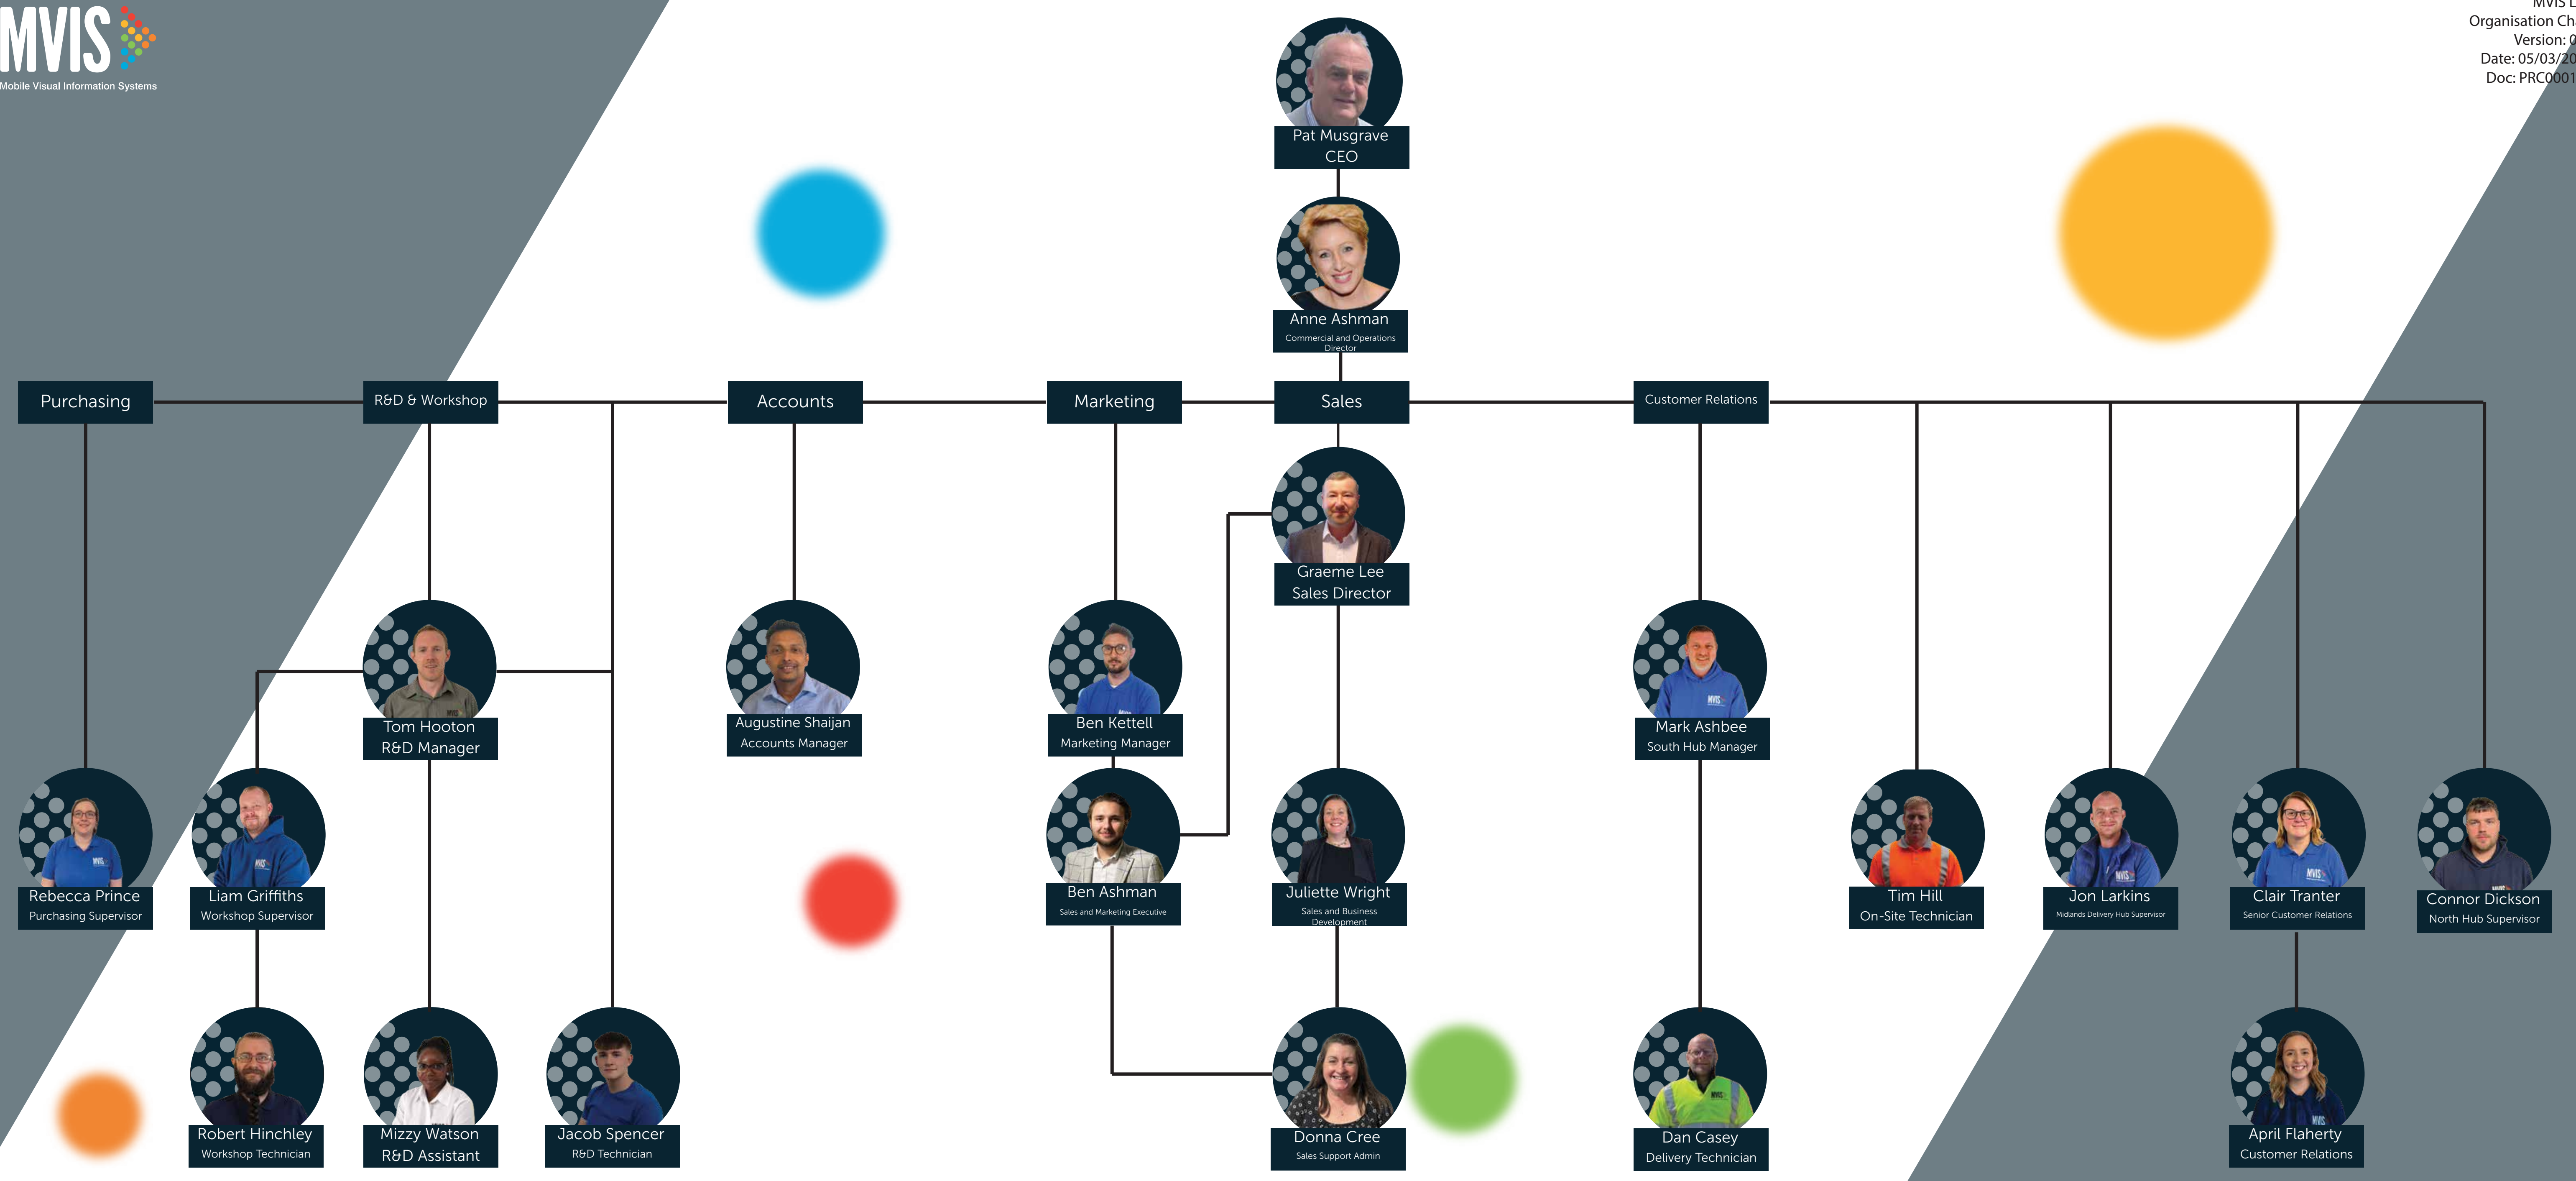 MVIS
Mobile Visual Information Systems
MVIS
Organisation
Version:
Date:
Doc:
Pat Musgrave
CEO
Anne Ashman
Commercial and Operations
Director
Purchasing
R&D & Workshop
Accounts
Marketing
Sales
Customer Relations
Graeme Lee
Sales Director
Tom Hooton
R&D Manager
Augustine Shaijan
Accounts Manager
Ben Kettell
Marketing Manager
Mark Ashbee
South Hub Manager
Rebecca Prince
Purchasing Supervisor
Liam Griffiths
Workshop Supervisor
Ben Ashman
Sales and Marketing Executive
Juliette Wright
Sales and Business
Development
Tim Hill
On-Site Technician
Jon Larkins
Midlands Delivery Hub Supervisor
Clair Tranter
Senior Customer Relations
Connor Dickson
North Hub Supervisor
Robert Hinchley
Workshop Technician
Mizzy Watson
R&D Assistant
Jacob Spencer
R&D Technician
Donna Cree
Sales Support Admin
Dan Casey
Delivery Technician
April Flaherty
Customer Relations